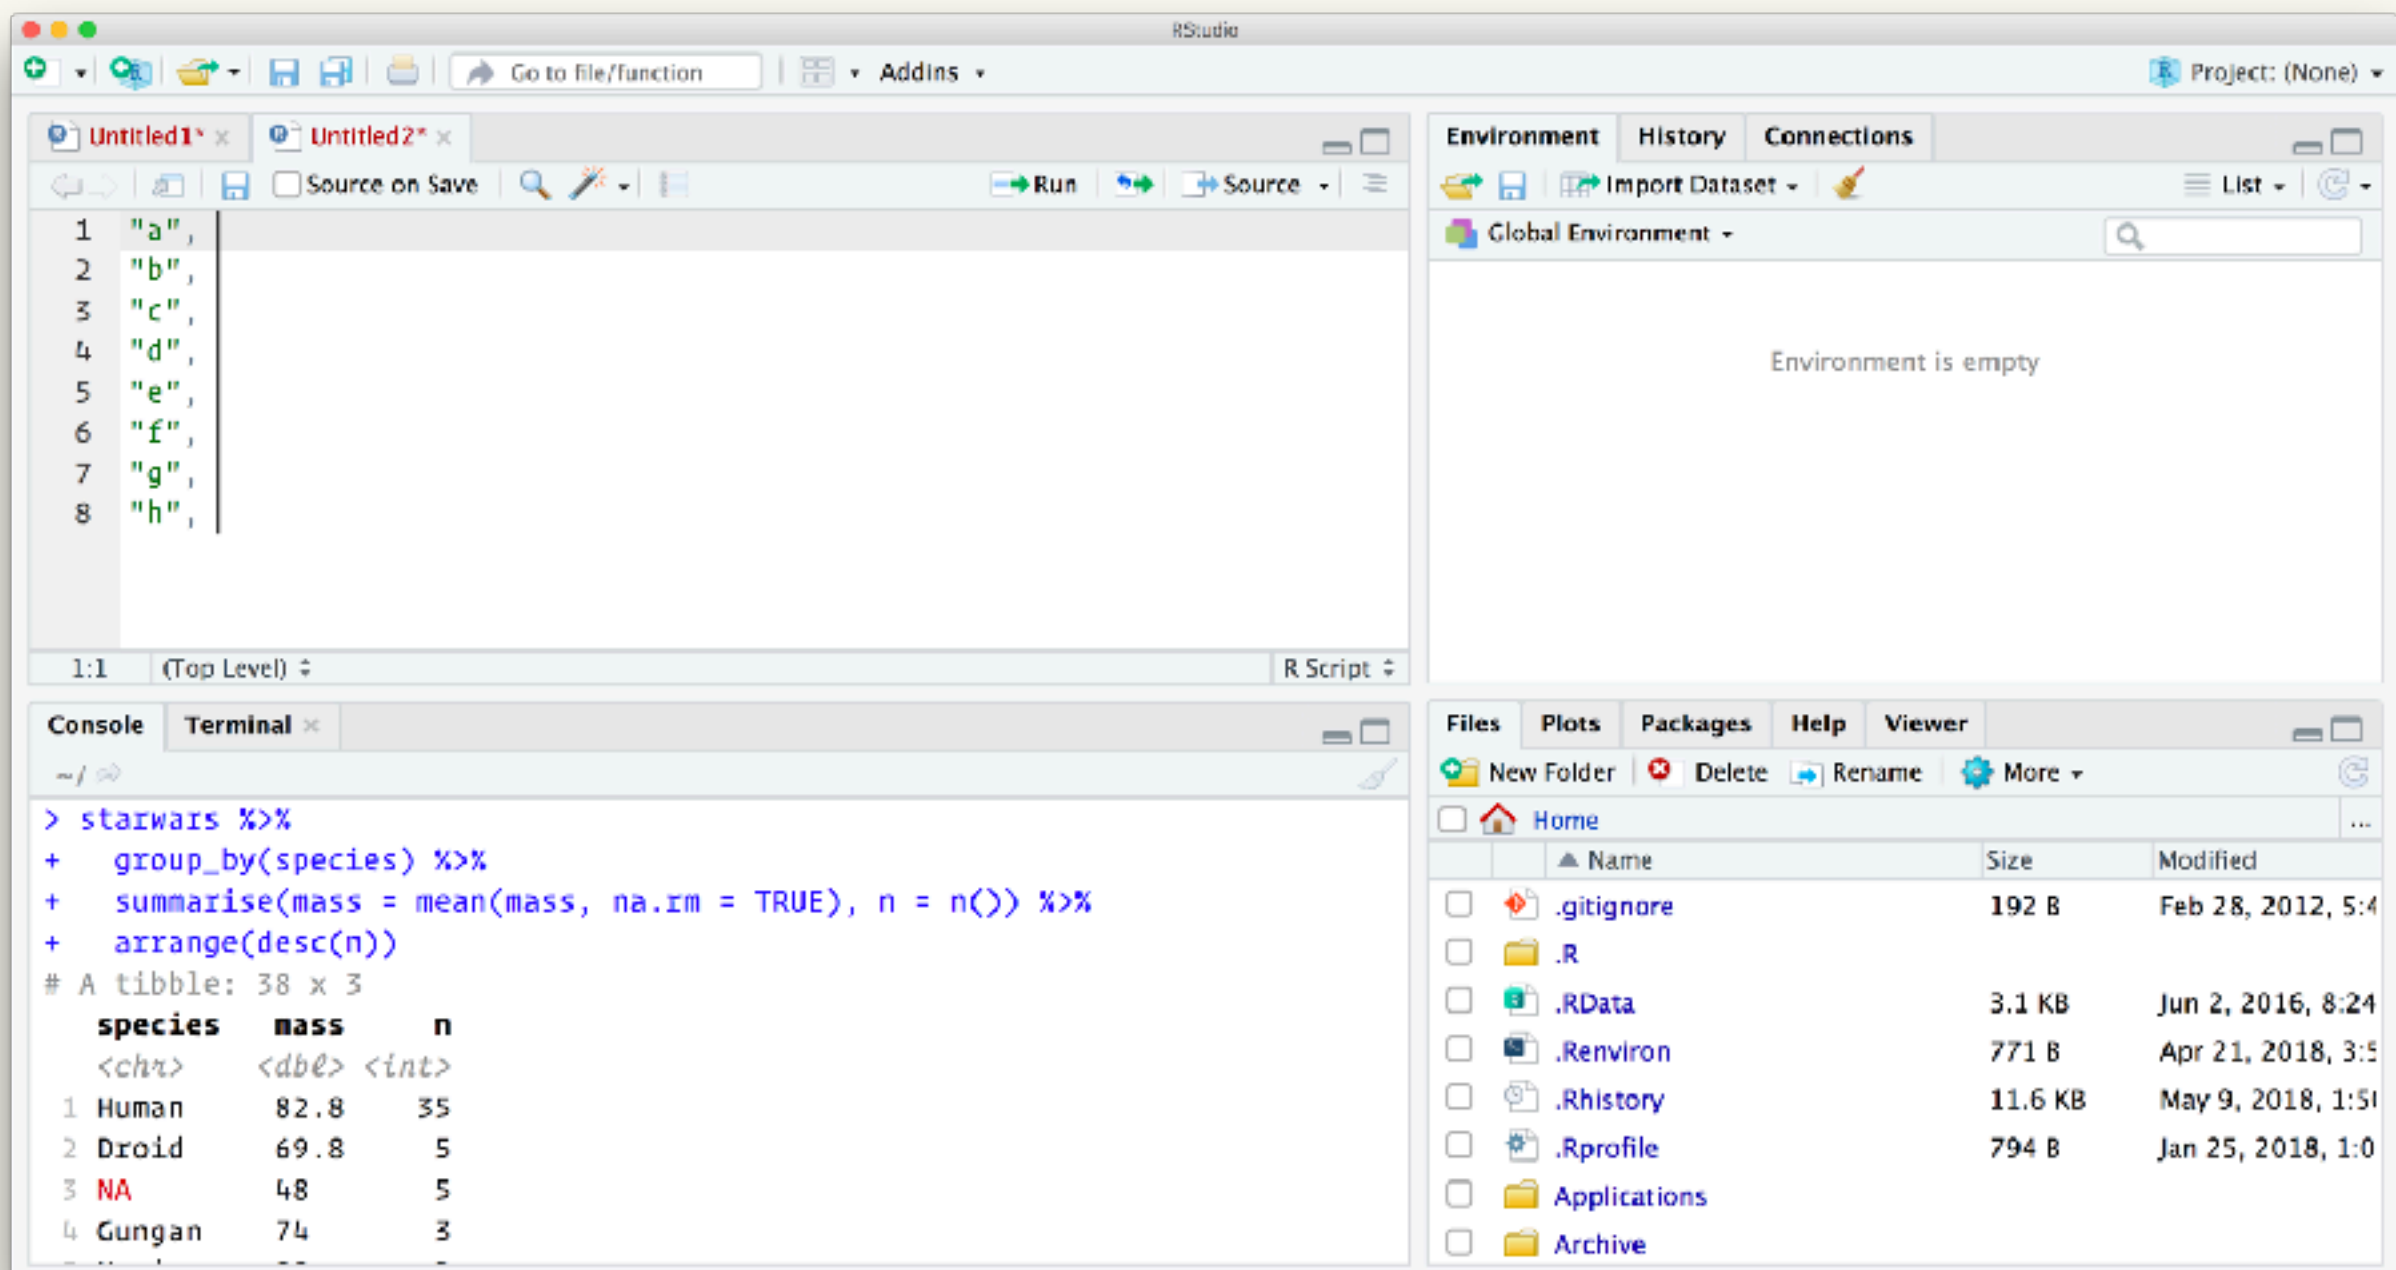 RStudio
Go to file/function Addins Project: (None)
Untitled1* Untitled2*
Source on Save Run Source
1 "a",
2 "b",
3 "c",
4 "d",
5 "e",
6 "f",
7 "g",
8 "h",
1:1 (Top Level) R Script
Environment History Connections
Import Dataset List
Global Environment
Environment is empty
Console Terminal
~/
> starwars %>%
+ group_by(species) %>%
+ summarise(mass = mean(mass, na.rm = TRUE), n = n()) %>%
+ arrange(desc(n))
# A tibble: 38 x 3
species mass n
<chr> <dbl> <int>
1 Human 82.8 35
2 Droid 69.8 5
3 NA 48 5
4 Gungan 74 3
Files Plots Packages Help Viewer
New Folder Delete Rename More
Home ...
Name Size Modified
.gitignore 192 B Feb 28, 2012, 5:4
.R
.RData 3.1 KB Jun 2, 2016, 8:24
.Renviron 771 B Apr 21, 2018, 3:5
.Rhistory 11.6 KB May 9, 2018, 1:5
.Rprofile 794 B Jan 25, 2018, 1:0
Applications
Archive